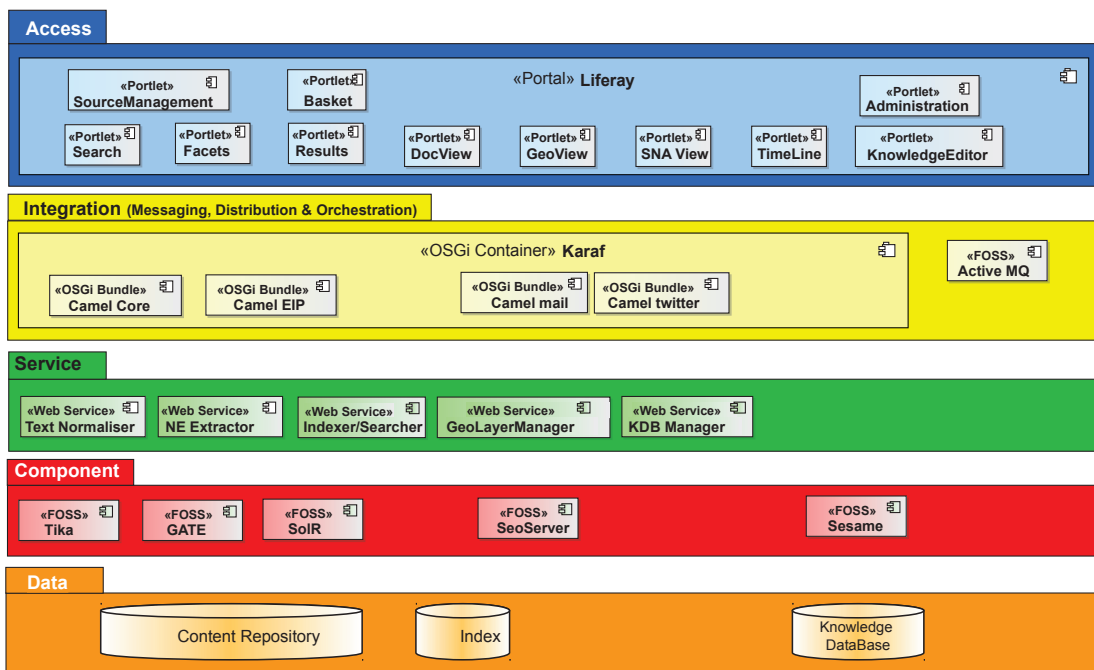 Access
«Portal» Liferay
«Portlet»
SourceManagement
«Portlet»
Basket
«Portlet»
Administration
«Portlet»
Search
«Portlet»
Facets
«Portlet»
Results
«Portlet»
DocView
«Portlet»
GeoView
«Portlet»
SNA View
«Portlet»
TimeLine
«Portlet»
KnowledgeEditor
Integration (Messaging, Distribution & Orchestration)
«OSGi Container» Karaf
«FOSS»
Active MQ
«OSGi Bundle»
Camel Core
«OSGi Bundle»
Camel EIP
«OSGi Bundle»
Camel mail
«OSGi Bundle»
Camel twitter
Service
«Web Service»
Text Normaliser
«Web Service»
NE Extractor
«Web Service»
Indexer/Searcher
«Web Service»
GeoLayerManager
«Web Service»
KDB Manager
Component
«FOSS»
Tika
«FOSS»
GATE
«FOSS»
SolR
«FOSS»
SeoServer
«FOSS»
Sesame
Data
Content Repository
Index
Knowledge
DataBase